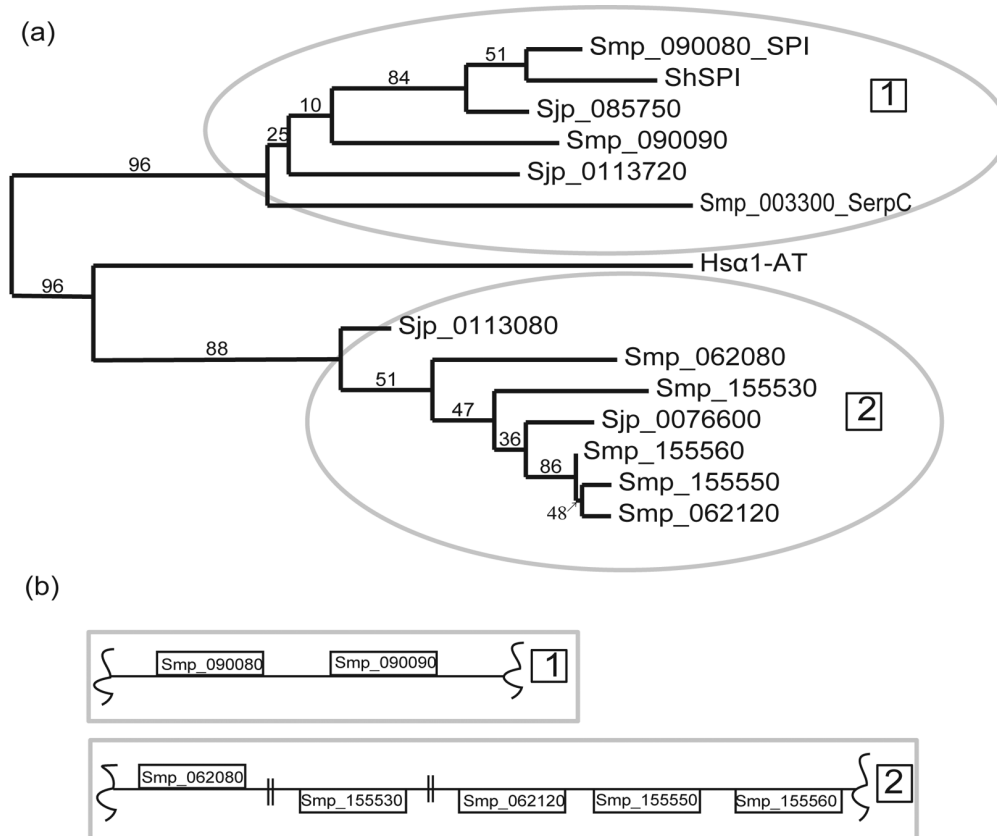 (a)
51
Smp_090080_SPI
ShSPI
84
Sjp_085750
1
10
Smp_090090
25
Sjp_0113720
96
Smp_003300_SerpC
Hsα1-AT
96
Sjp_0113080
88
Smp_062080
51
Smp_155530
2
47
Sjp_0076600
36
Smp_155560
86
Smp_155550
48
Smp_062120
(b)
Smp_090080
Smp_090090
1
Smp_062080
Smp_155530
Smp_062120
Smp_155550
Smp_155560
2